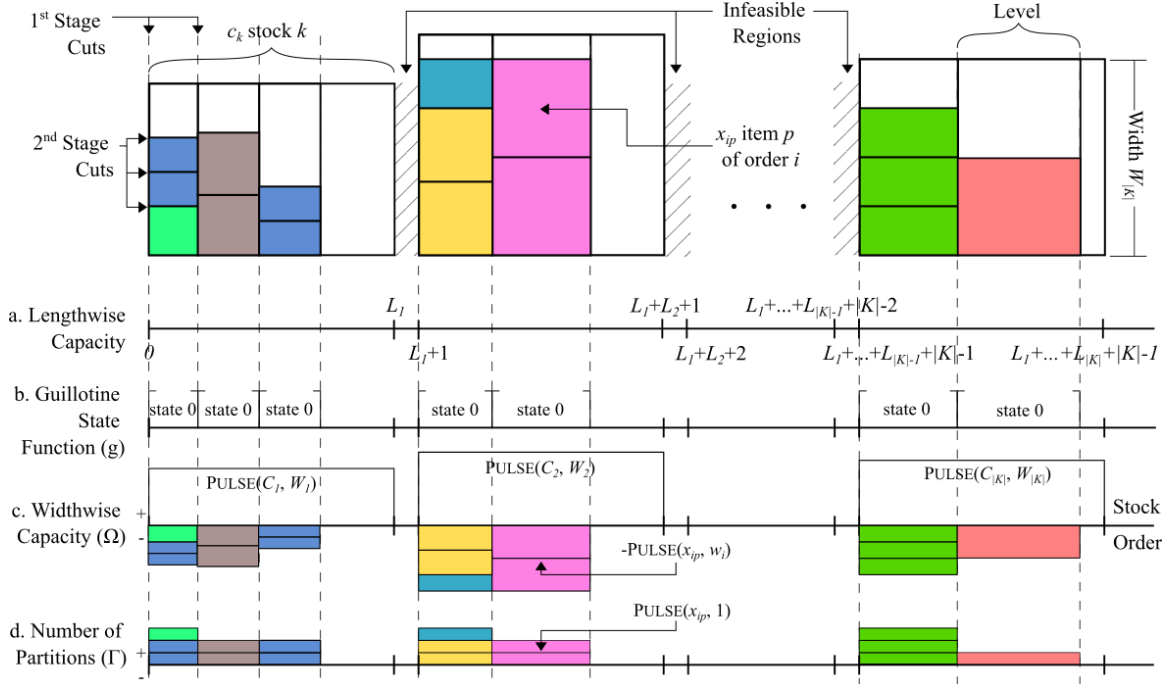 1st Stage
Cuts
c_k stock k
Infeasible
Regions
Level
2nd Stage
Cuts
x_ip item p
of order i
Width W_|K|
. . .
a. Lengthwise
Capacity
L_1
L_1+L_2+1
L_1+...+L_|K|-1+|K|-2
0
L_1+1
L_1+L_2+2
L_1+...+L_|K|-1+|K|-1
L_1+...+L_|K|+|K|-1
b. Guillotine
State
Function (g)
state 0
state 0
state 0
state 0
state 0
state 0
state 0
PULSE(C_1, W_1)
PULSE(C_2, W_2)
PULSE(C_|K|, W_|K|)
c. Widthwise
Capacity (Ω)
+
-
Stock
Order
-PULSE(x_ip, w_i)
PULSE(x_ip, 1)
d. Number of
Partitions (Γ)
+
-